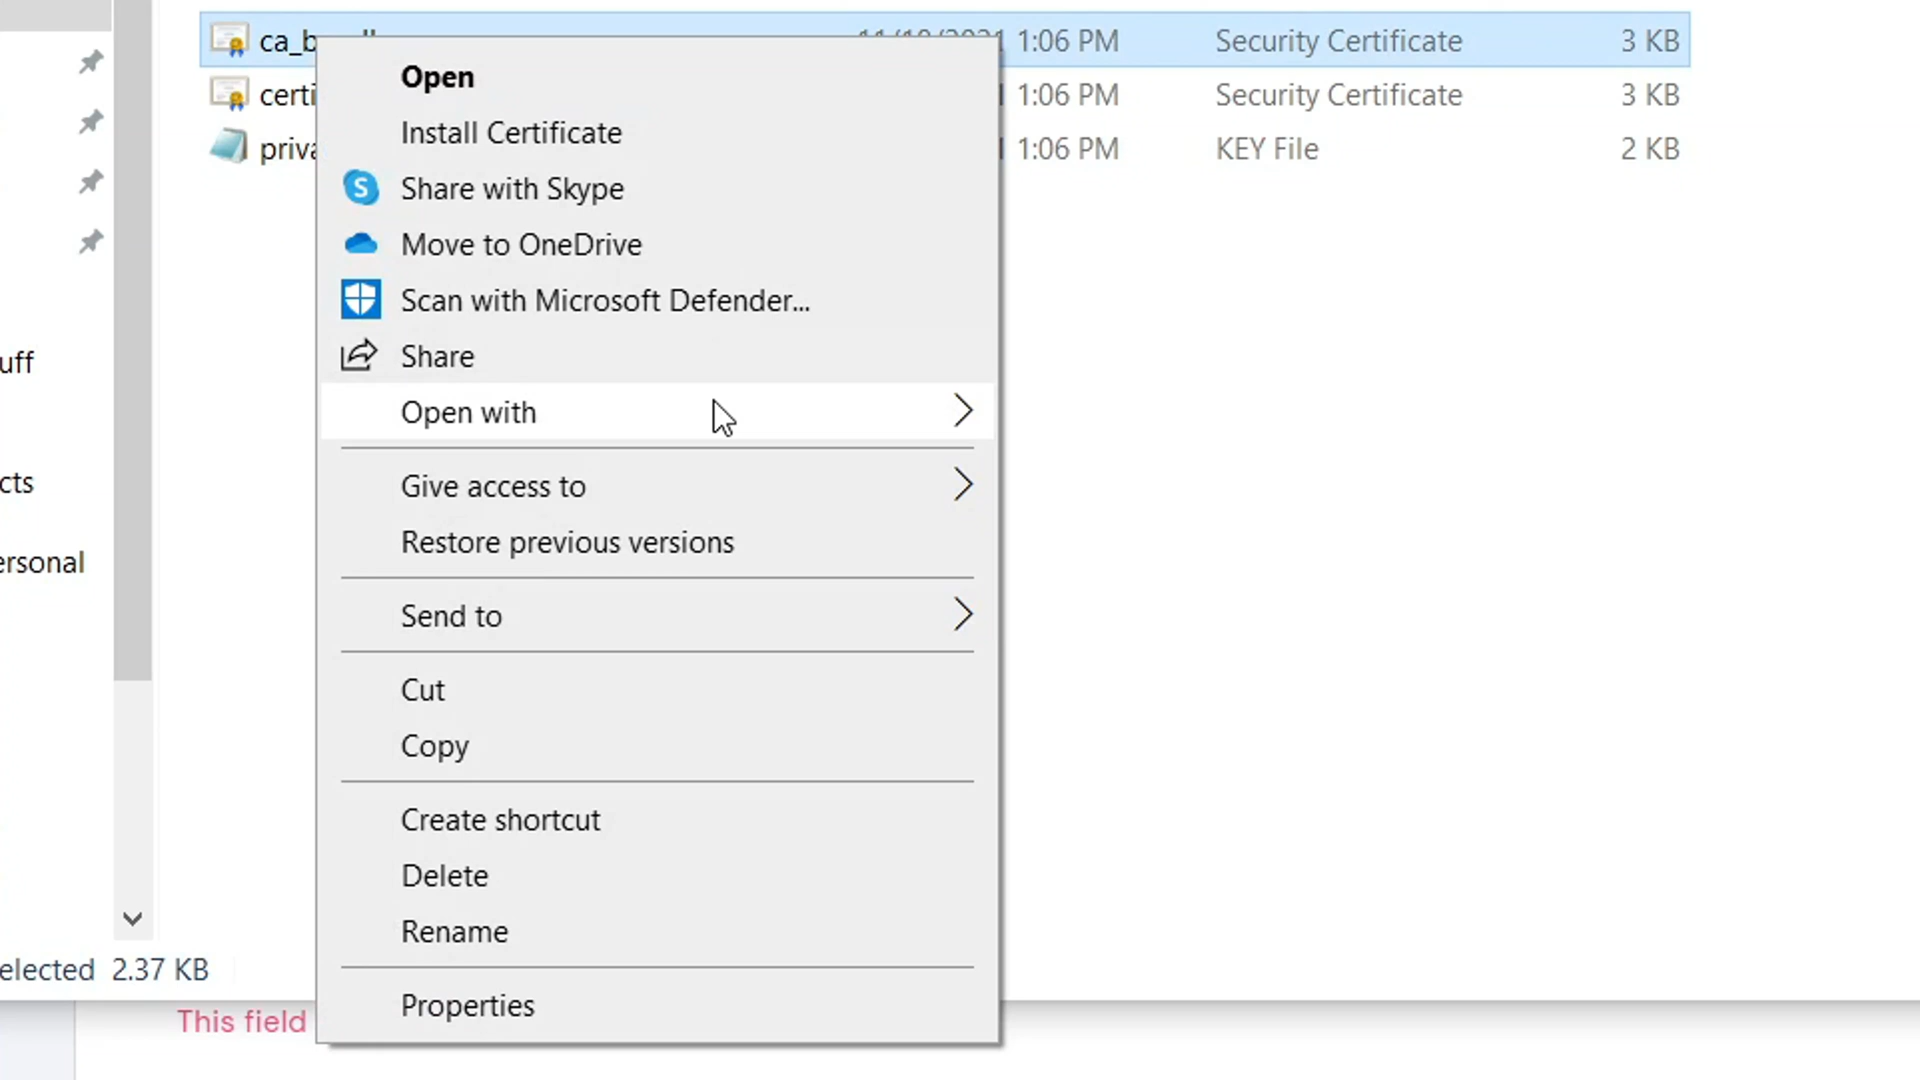 1:06 PM Security Certificate 3 KB
1:06 PM Security Certificate 3 KB
1:06 PM KEY File 2 KB
Open
Install Certificate
Share with Skype
Move to OneDrive
Scan with Microsoft Defender...
Share
Open with
Give access to
Restore previous versions
Send to
Cut
Copy
Create shortcut
Delete
Rename
Properties
uff
cts
ersonal
elected 2.37 KB
This field